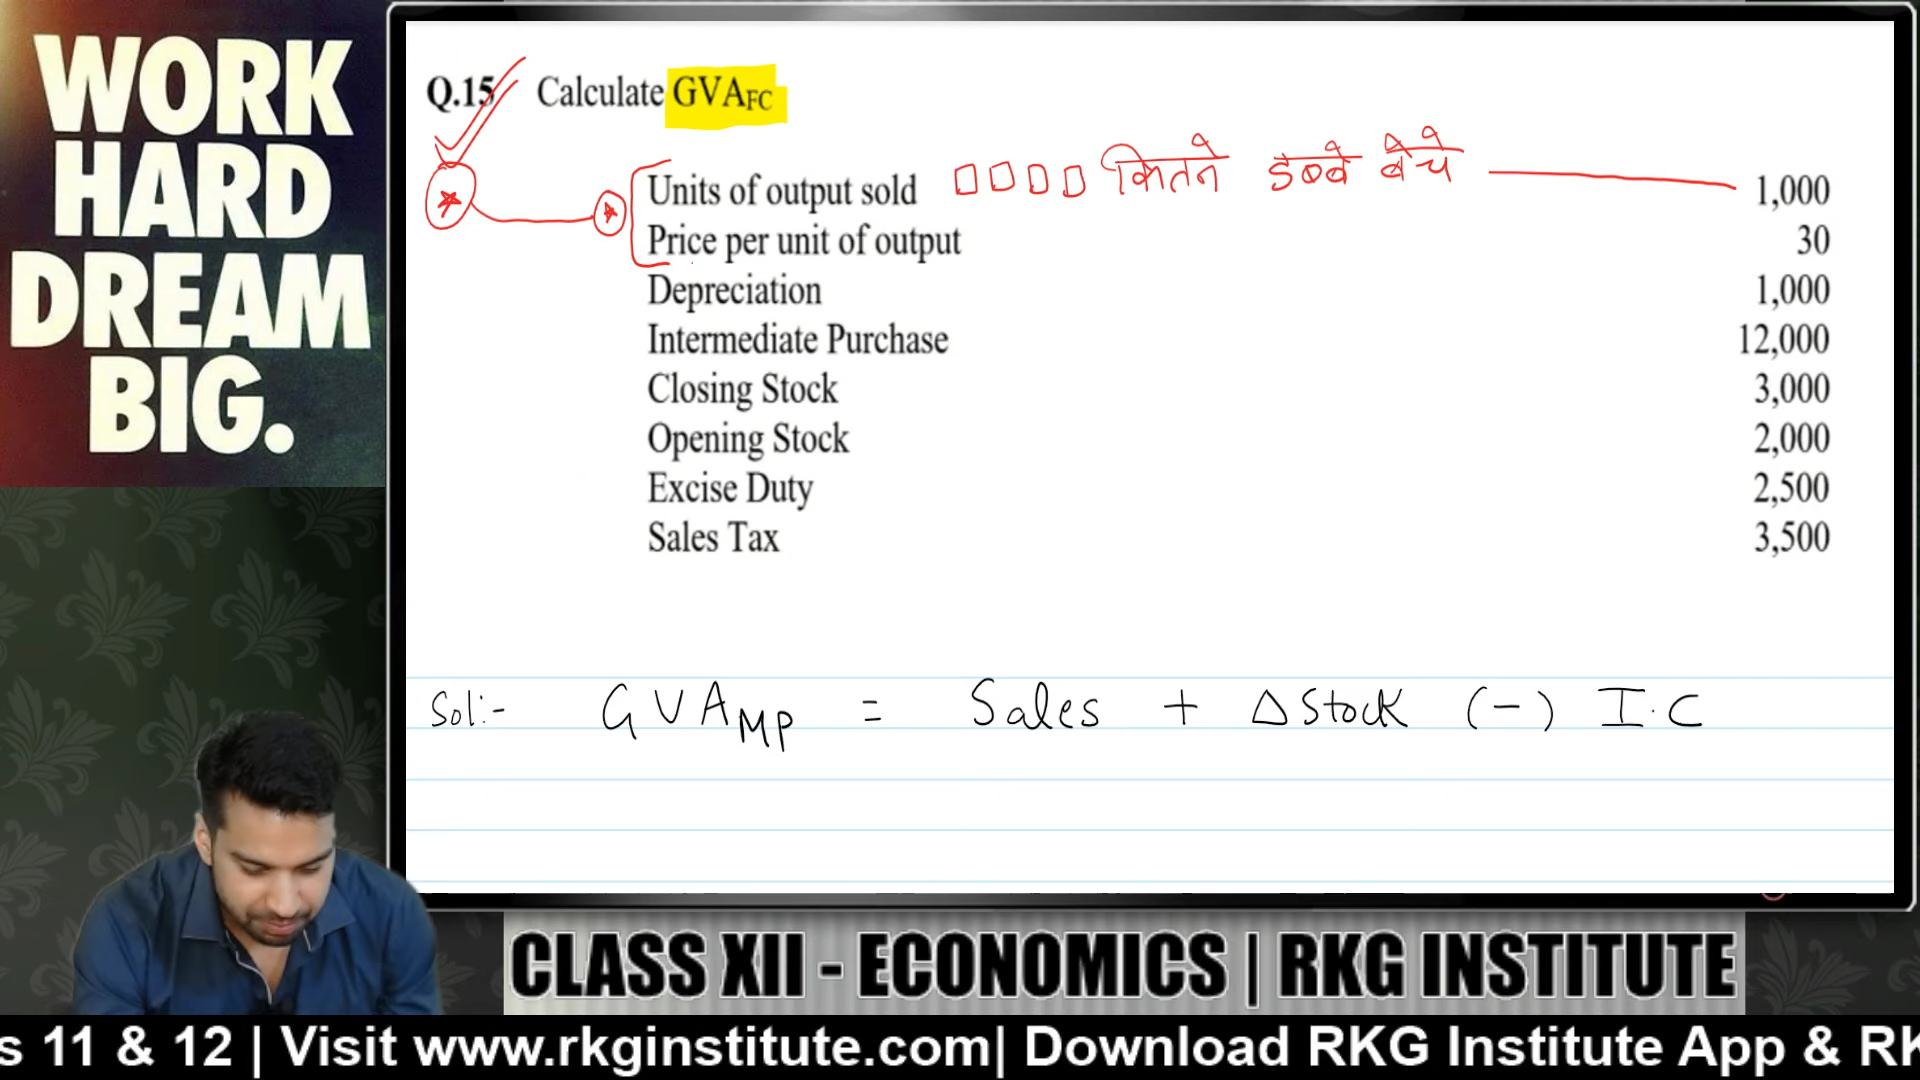 WORK
HARD
DREAM
BIG.
Q.15 Calculate GVAFC
Units of output sold कितने डब्बे बेचे 1,000
Price per unit of output 30
Depreciation 1,000
Intermediate Purchase 12,000
Closing Stock 3,000
Opening Stock 2,000
Excise Duty 2,500
Sales Tax 3,500
Sol:- GVAMP = Sales + Δ Stock (-) I.C
CLASS XII - ECONOMICS | RKG INSTITUTE
s 11 & 12 | Visit www.rkginstitute.com| Download RKG Institute App & RK